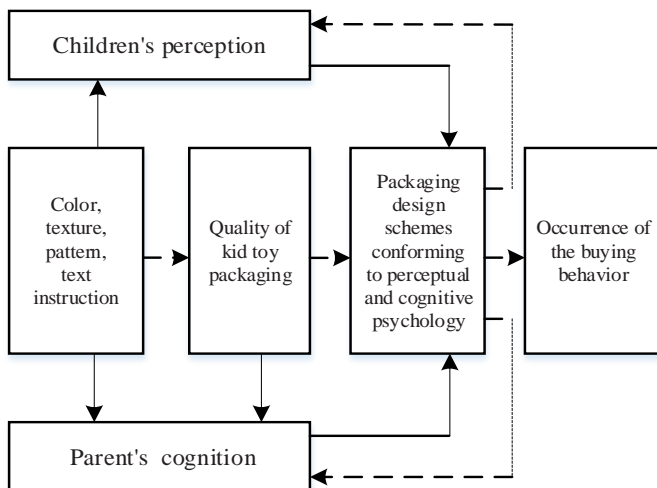 Children's perception
Color,
texture,
pattern,
text
instruction
Quality of
kid toy
packaging
Packaging
design
schemes
conforming
to perceptual
and cognitive
psychology
Occurrence of
the buying
behavior
Parent's cognition